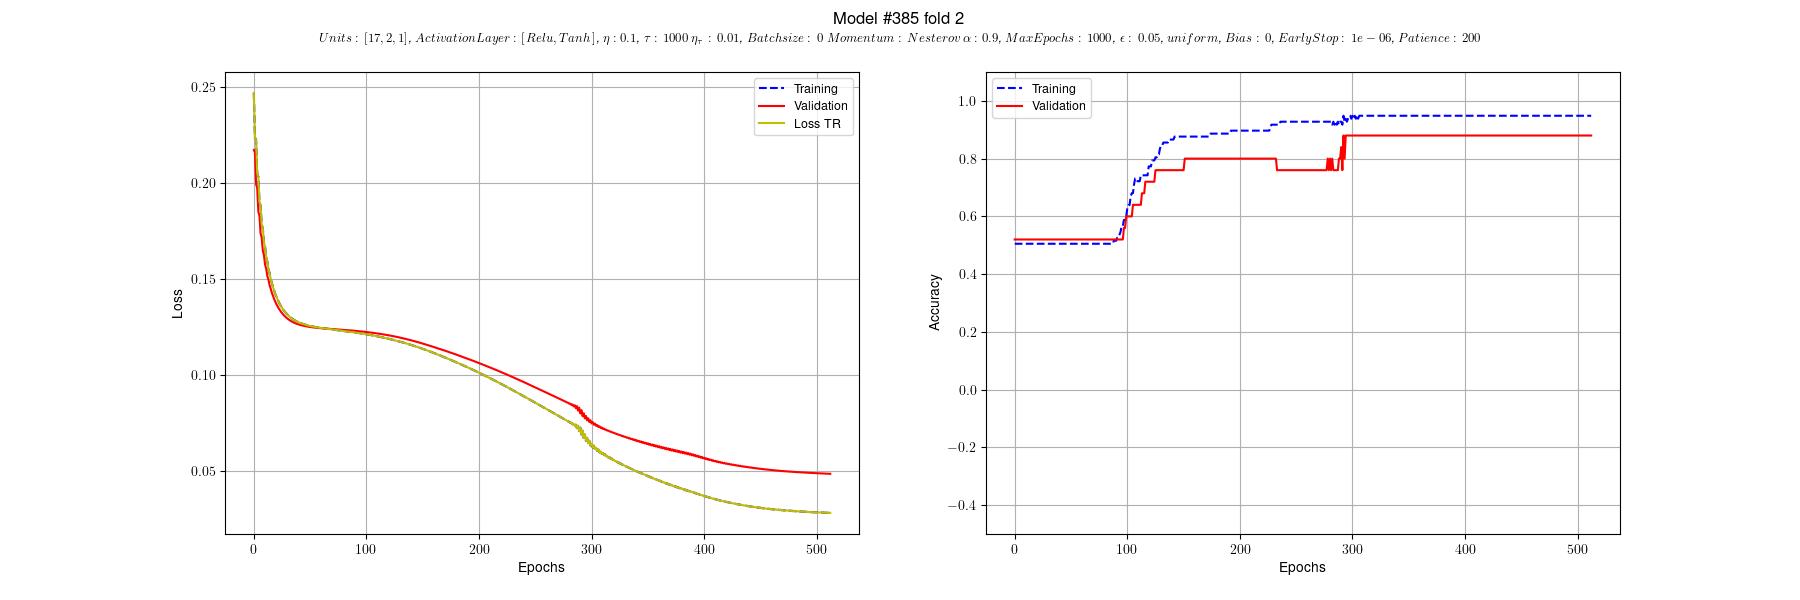 Model #385 fold 2
Units : [17, 2, 1], ActivationLayer : [Relu, Tanh], η : 0.1, τ : 1000 ητ : 0.01, Batchsize : 0 Momentum : Nesterov α : 0.9, MaxEpochs : 1000, ϵ : 0.05, uniform, Bias : 0, EarlyStop : 1e − 06, Patience : 200
0.25
0.20
0.15
0.10
0.05
Loss
Training
Validation
Loss TR
0
100
200
300
400
500
Epochs
1.0
0.8
0.6
0.4
0.2
0.0
−0.2
−0.4
Accuracy
Training
Validation
0
100
200
300
400
500
Epochs